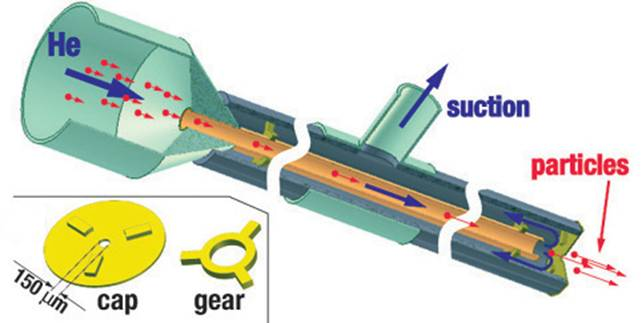 He
suction
particles
150 μm
cap
gear